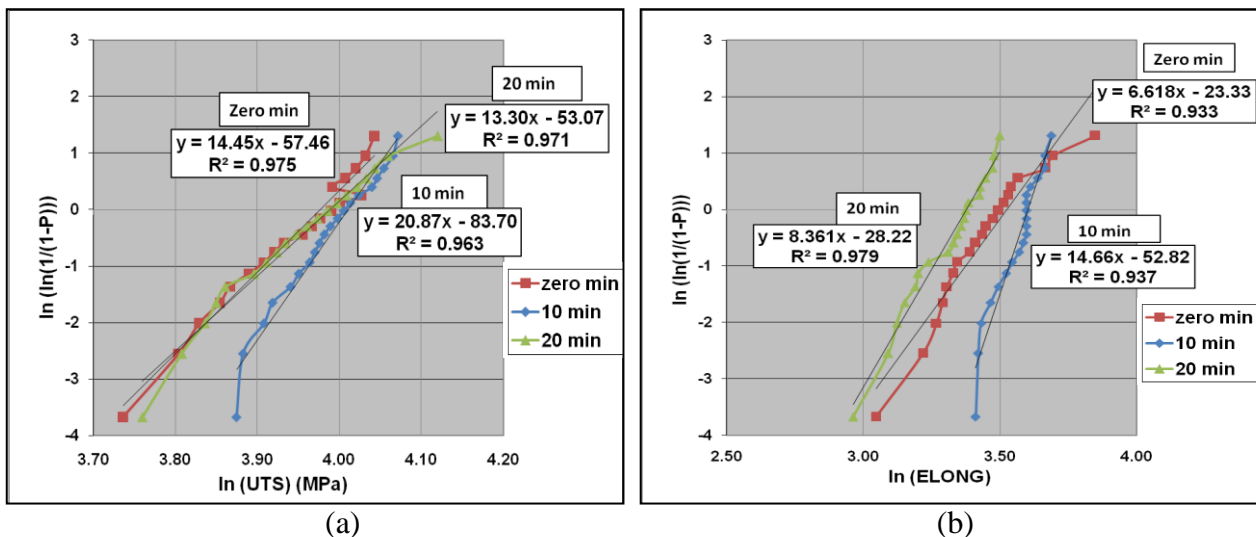 3
2
1
0
-1
-2
-3
-4
3.70
3.80
3.90
4.00
4.10
4.20
ln (ln(1/(1-P)))
ln (UTS) (MPa)
20 min
y = 13.30x - 53.07
R² = 0.971
Zero min
y = 14.45x - 57.46
R² = 0.975
10 min
y = 20.87x - 83.70
R² = 0.963
zero min
10 min
20 min
(a)
3
2
1
0
-1
-2
-3
-4
2.50
3.00
3.50
4.00
ln (ln(1/(1-P)))
ln (ELONG)
Zero min
y = 6.618x - 23.33
R² = 0.933
20 min
y = 8.361x - 28.22
R² = 0.979
10 min
y = 14.66x - 52.82
R² = 0.937
zero min
10 min
20 min
(b)